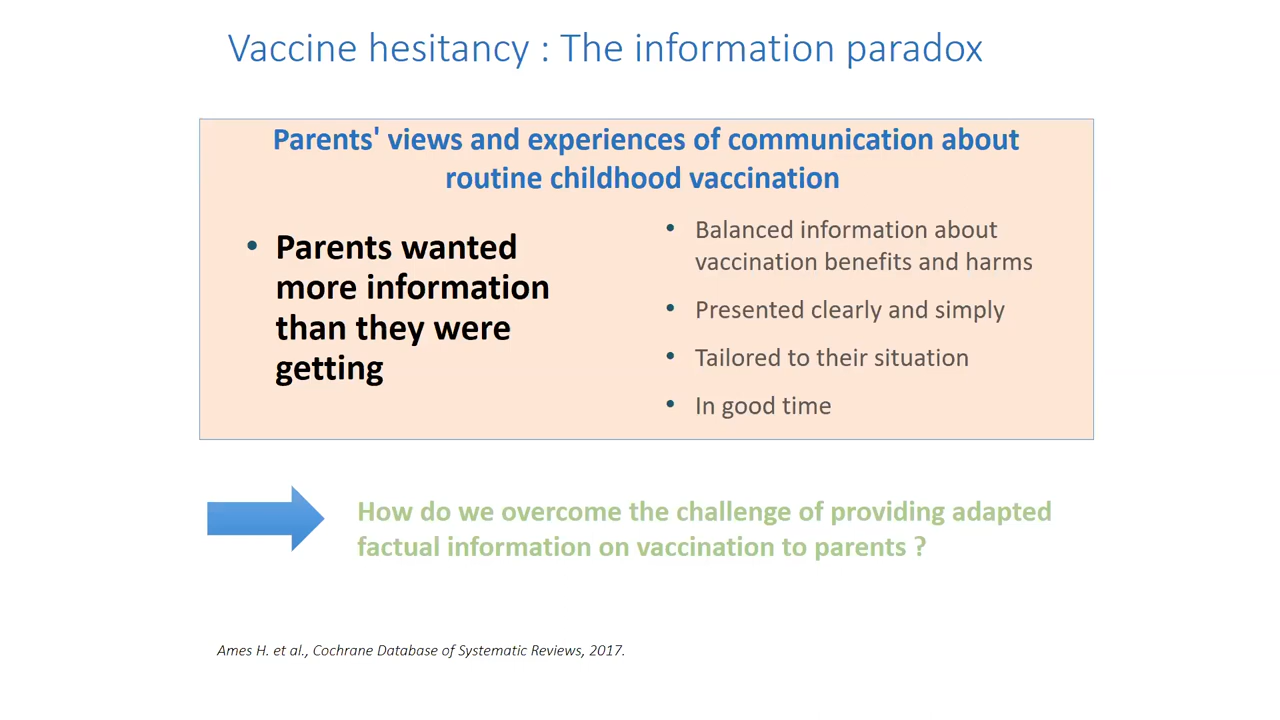 Vaccine hesitancy : The information paradox
Parents' views and experiences of communication about
routine childhood vaccination
• Parents wanted
more information
than they were
getting
• Balanced information about
vaccination benefits and harms
• Presented clearly and simply
• Tailored to their situation
• In good time
How do we overcome the challenge of providing adapted
factual information on vaccination to parents ?
Ames H. et al., Cochrane Database of Systematic Reviews, 2017.